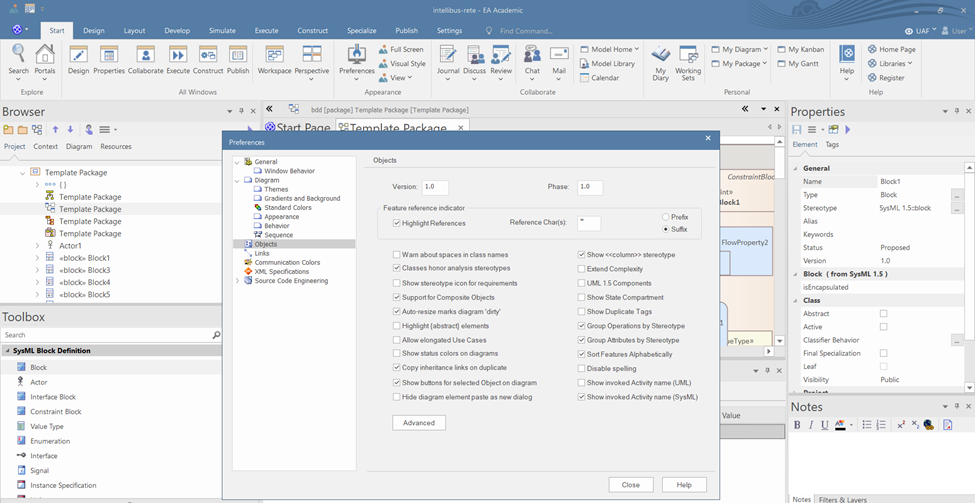 intellibus-rete - EA Academic
Start Design Layout Develop Simulate Execute Construct Specialize Publish Settings Find Command... UAF User
Search Portals Design Properties Collaborate Execute Construct Publish Workspace Perspective Preferences Full Screen Visual Style View Journal Discuss Review Chat Mail Model Home Model Library Calendar My Diary Working Sets My Diagram My Package My Kanban My Gantt Help Home Page Libraries Register
Explore All Windows Appearance Collaborate Personal Help
Browser
Project Context Diagram Resources
Template Package
{ }
Template Package
Template Package
Template Package
Template Package
Actor1
«block» Block1
«block» Block3
«block» Block4
«block» Block5
Toolbox
Search
SysML Block Definition
Block
Actor
Interface Block
Constraint Block
Value Type
Enumeration
Interface
Signal
Instance Specification
bdd [package] Template Package [Template Package]
Start Page Template Package
ConstraintBloc
Block1
FlowProperty2
ueType»
Value
Preferences
General
Window Behavior
Diagram
Themes
Gradients and Background
Standard Colors
Appearance
Behavior
Sequence
Objects
Links
Communication Colors
XML Specifications
Source Code Engineering
Objects
Version: 1.0 Phase: 1.0
Feature reference indicator
Highlight References Reference Char(s): Prefix
Suffix
Warn about spaces in class names
Classes honor analysis stereotypes
Show stereotype icon for requirements
Support for Composite Objects
Auto-resize marks diagram 'dirty'
Highlight {abstract} elements
Allow elongated Use Cases
Show status colors on diagrams
Copy inheritance links on duplicate
Show buttons for selected Object on diagram
Hide diagram element paste as new dialog
Show <<column>> stereotype
Extend Complexity
UML 1.5 Components
Show State Compartment
Show Duplicate Tags
Group Operations by Stereotype
Group Attributes by Stereotype
Sort Features Alphabetically
Disable spelling
Show invoked Activity name (UML)
Show invoked Activity name (SysML)
Advanced
Close Help
Properties
Element Tags
General
Name Block1
Type Block
Stereotype SysML 1.5::block
Alias
Keywords
Status Proposed
Version 1.0
Block ( from SysML 1.5 )
isEncapsulated
Class
Abstract
Active
Classifier Behavior
Final Specialization
Leaf
Visibility Public
Project
Notes
B I U
Notes Filters & Layers